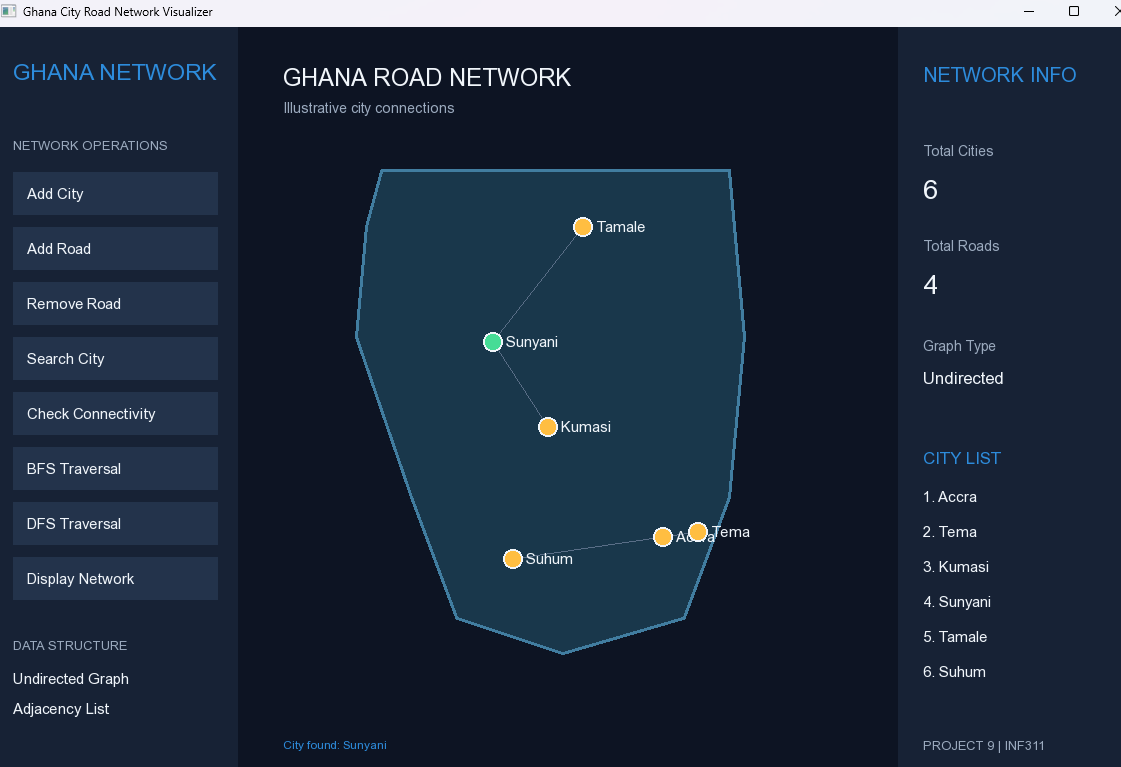 Ghana City Road Network Visualizer
GHANA NETWORK
NETWORK OPERATIONS
Add City
Add Road
Remove Road
Search City
Check Connectivity
BFS Traversal
DFS Traversal
Display Network
DATA STRUCTURE
Undirected Graph
Adjacency List
GHANA ROAD NETWORK
Illustrative city connections
Tamale
Sunyani
Kumasi
Accra
Tema
Suhum
City found: Sunyani
NETWORK INFO
Total Cities
6
Total Roads
4
Graph Type
Undirected
CITY LIST
1. Accra
2. Tema
3. Kumasi
4. Sunyani
5. Tamale
6. Suhum
PROJECT 9 | INF311